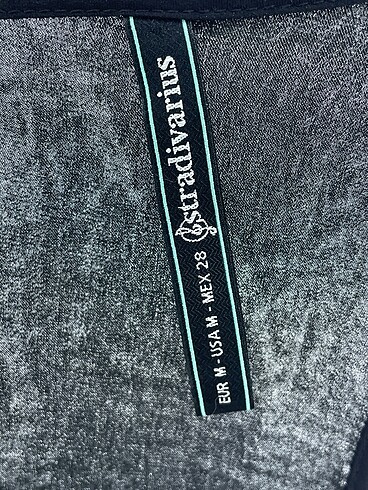 stradivarius
EUR M - USA M - MEX 28